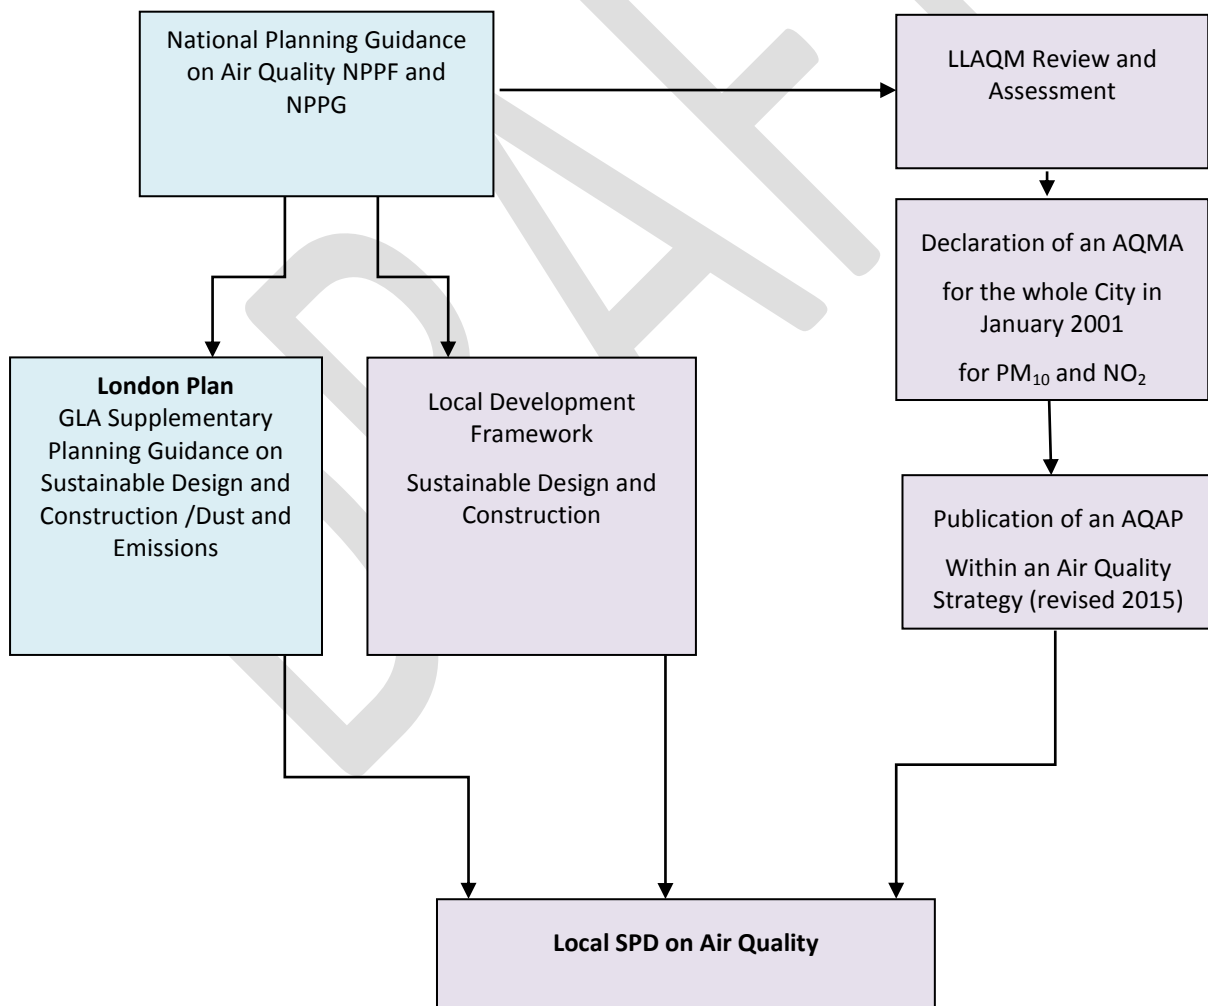 National Planning Guidance
on Air Quality NPPF and
NPPG
LLAQM Review and
Assessment
Declaration of an AQMA
for the whole City in
January 2001
for PM₁₀ and NO₂
London Plan
GLA Supplementary
Planning Guidance on
Sustainable Design and
Construction /Dust and
Emissions
Local Development
Framework
Sustainable Design and
Construction
Publication of an AQAP
Within an Air Quality
Strategy (revised 2015)
Local SPD on Air Quality